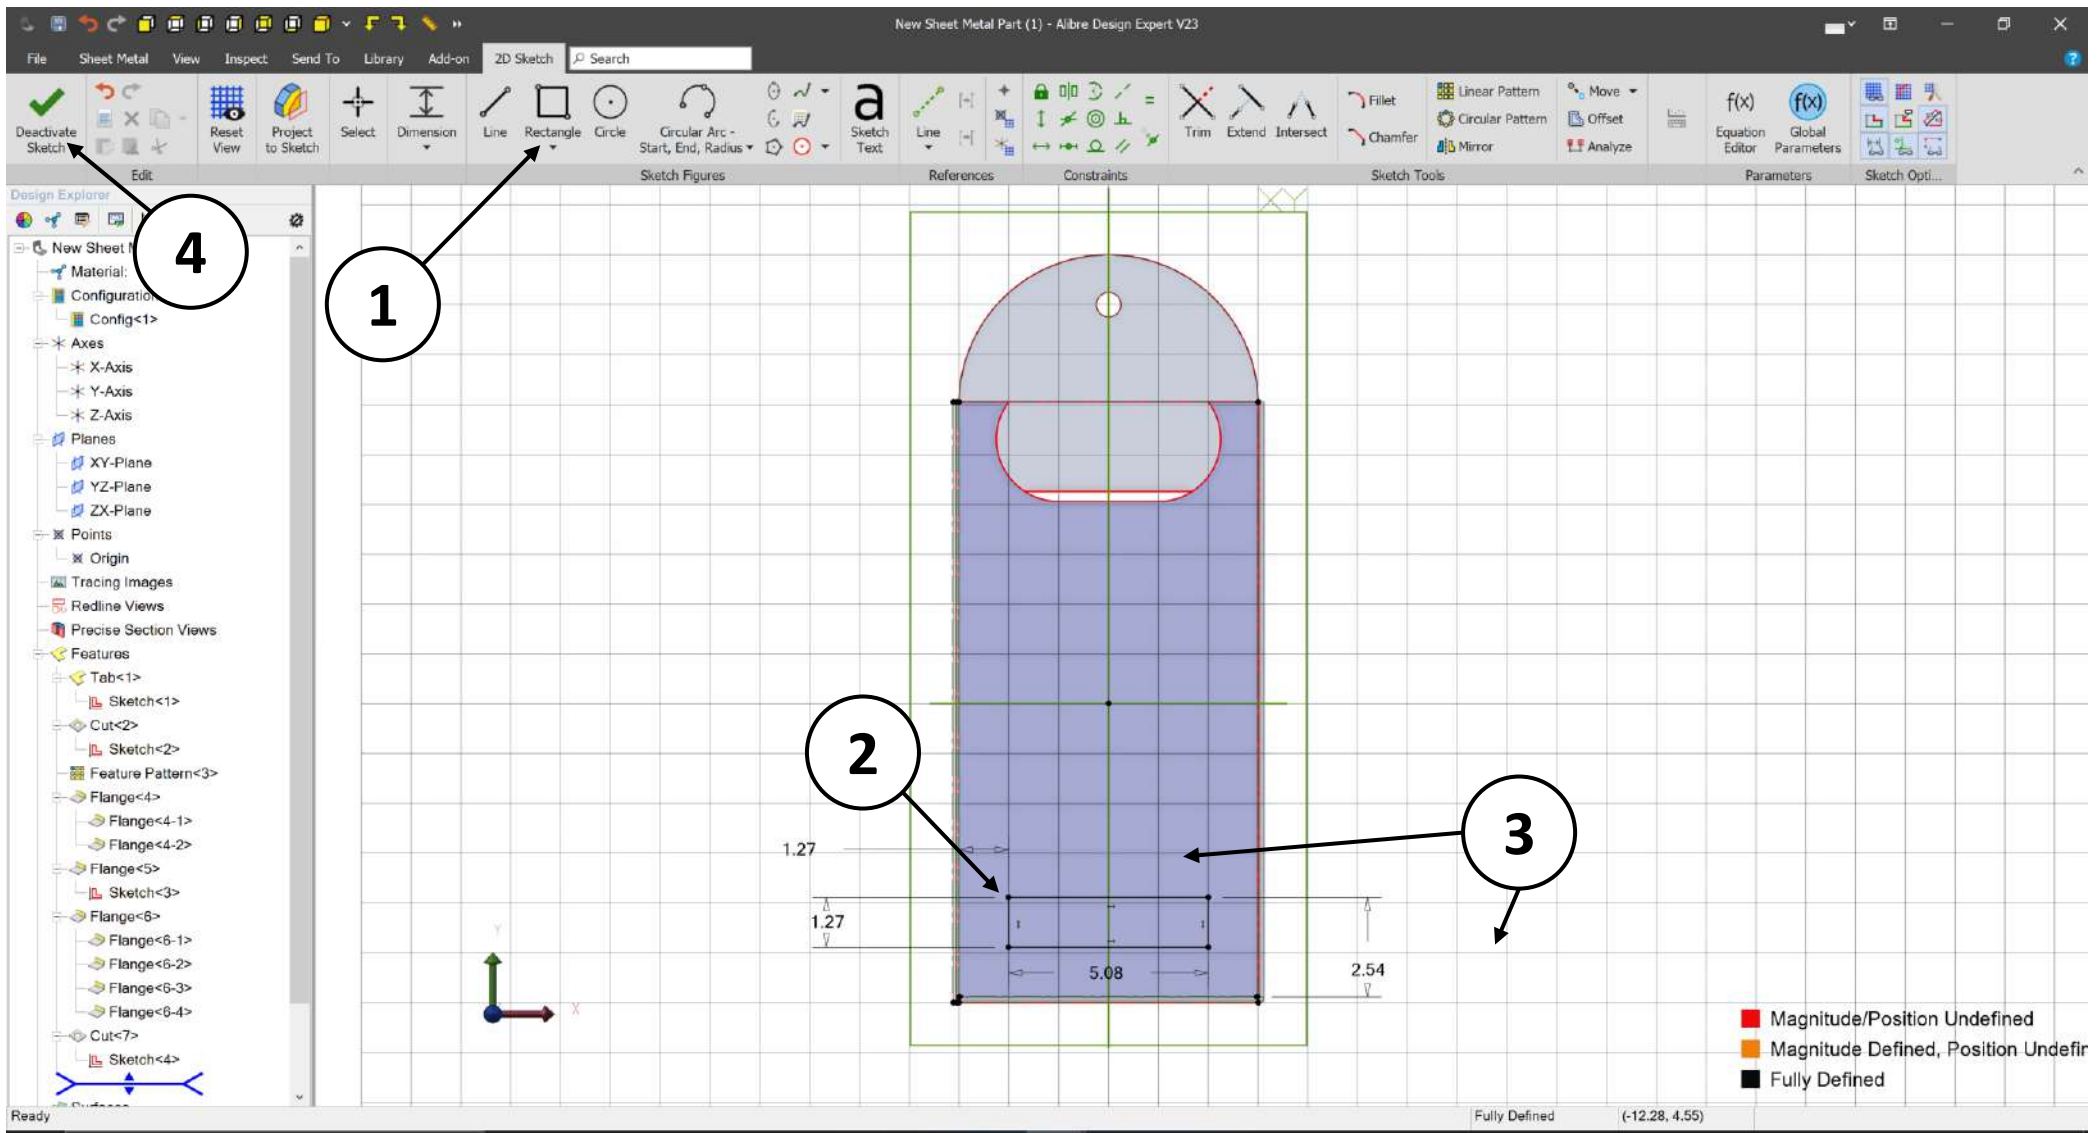 New Sheet Metal Part (1) - Alibre Design Expert V23
File Sheet Metal View Inspect Send To Library Add-on 2D Sketch Search
Deactivate Sketch
Reset View
Project to Sketch
Select
Dimension
Line
Rectangle
Circle
Circular Arc - Start, End, Radius
a
Sketch Text
Line
Trim
Extend
Intersect
Fillet
Chamfer
Linear Pattern
Circular Pattern
Mirror
Move
Offset
Analyze
f(x)
Equation Editor
f(x)
Global Parameters
Edit Sketch Figures References Constraints Sketch Tools Parameters Sketch Opti...
Design Explorer
New Sheet
Material:
Configuratio
Config<1>
Axes
X-Axis
Y-Axis
Z-Axis
Planes
XY-Plane
YZ-Plane
ZX-Plane
Points
Origin
Tracing Images
Redline Views
Precise Section Views
Features
Tab<1>
Sketch<1>
Cut<2>
Sketch<2>
Feature Pattern<3>
Flange<4>
Flange<4-1>
Flange<4-2>
Flange<5>
Sketch<3>
Flange<6>
Flange<6-1>
Flange<6-2>
Flange<6-3>
Flange<6-4>
Cut<7>
Sketch<4>
4
1
XY
2
3
1.27
1.27
5.08
2.54
Y
X
Magnitude/Position Undefined
Magnitude Defined, Position Undefin
Fully Defined
Ready Fully Defined (-12.28, 4.55)